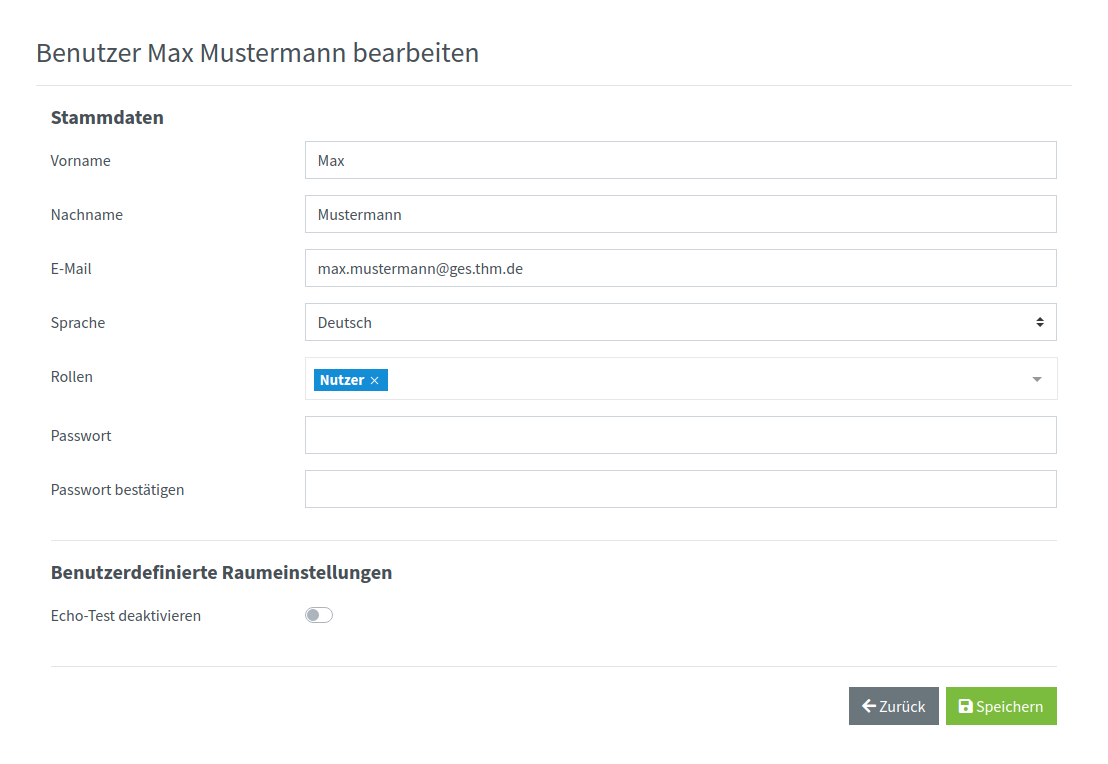 Benutzer Max Mustermann bearbeiten
Stammdaten
Vorname Max
Nachname Mustermann
E-Mail max.mustermann@ges.thm.de
Sprache Deutsch
Rollen Nutzer ×
Passwort
Passwort bestätigen
Benutzerdefinierte Raumeinstellungen
Echo-Test deaktivieren
Zurück Speichern